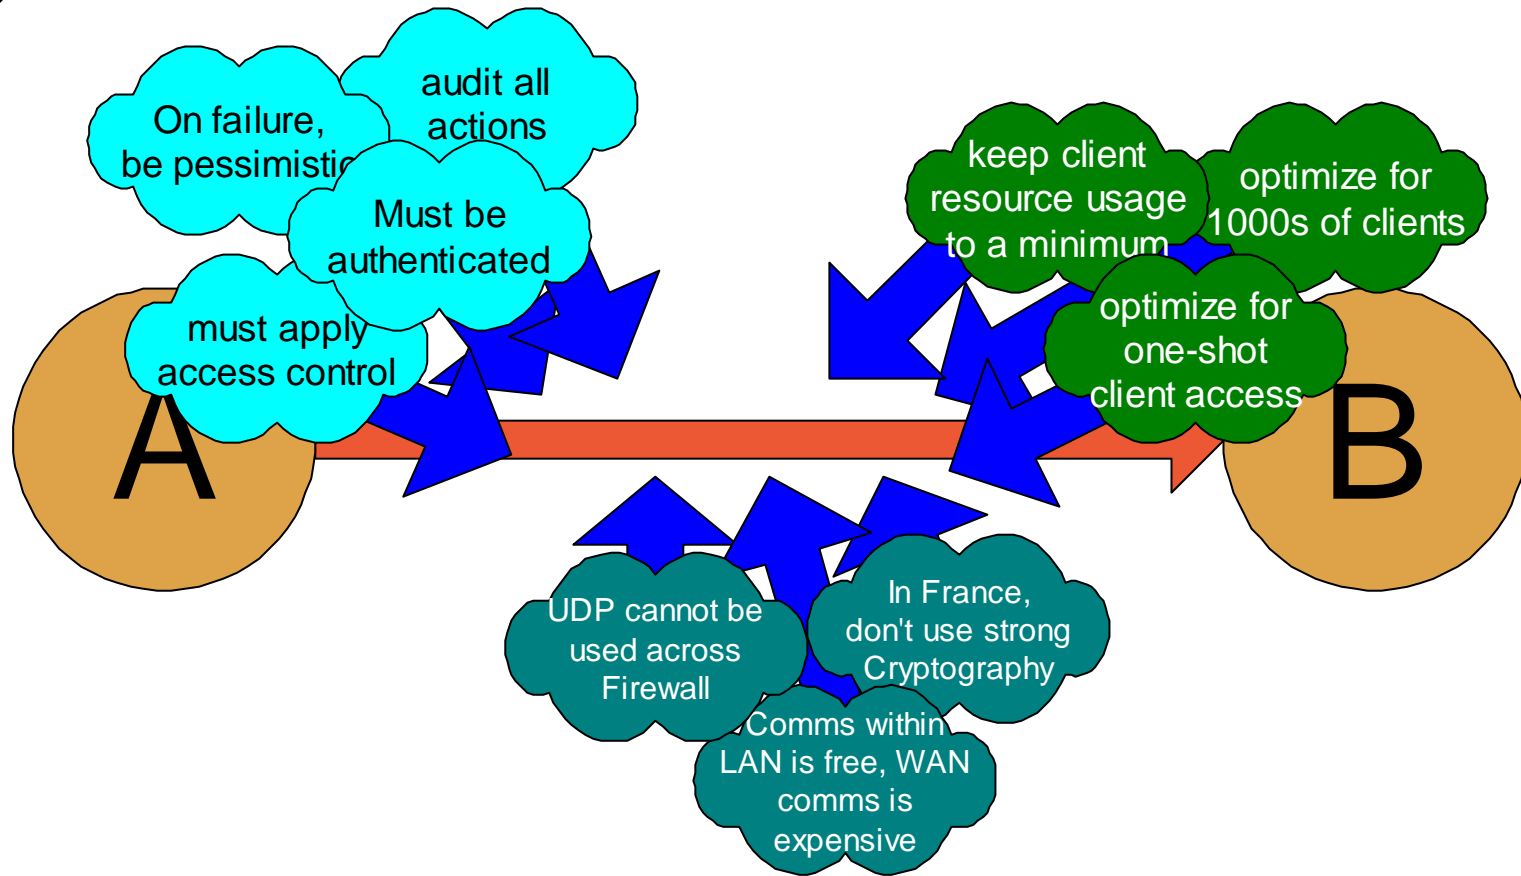 audit all
actions
On failure,
be pessimistic
Must be
authenticated
must apply
access control
A
keep client
resource usage
to a minimum
optimize for
1000s of clients
optimize for
one-shot
client access
B
UDP cannot be
used across
Firewall
In France,
don't use strong
Cryptography
Comms within
LAN is free, WAN
comms is
expensive